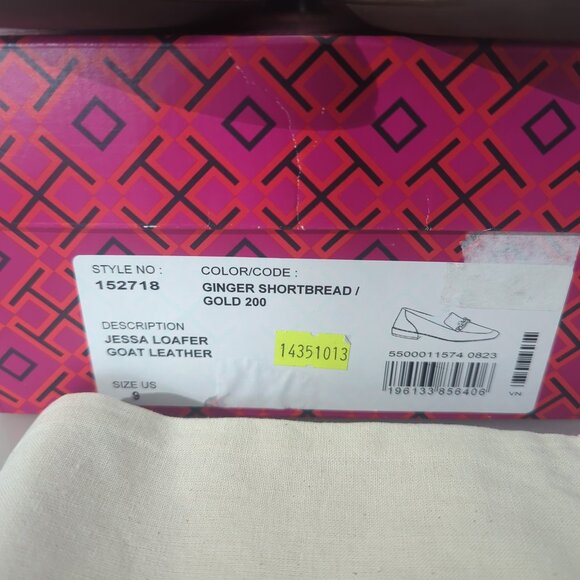 STYLE NO :
152718
COLOR/CODE :
GINGER SHORTBREAD /
GOLD 200
DESCRIPTION
JESSA LOAFER
GOAT LEATHER
14351013
5500011574 0823
196133856406
VN
SIZE US
9